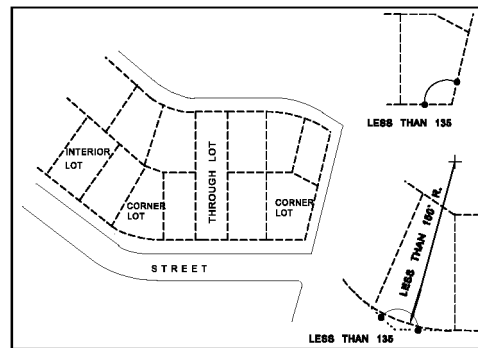 LESS THAN 135
INTERIOR
LOT
THROUGH LOT
CORNER
LOT
CORNER
LOT
LESS THAN 150' R.
STREET
LESS THAN 135